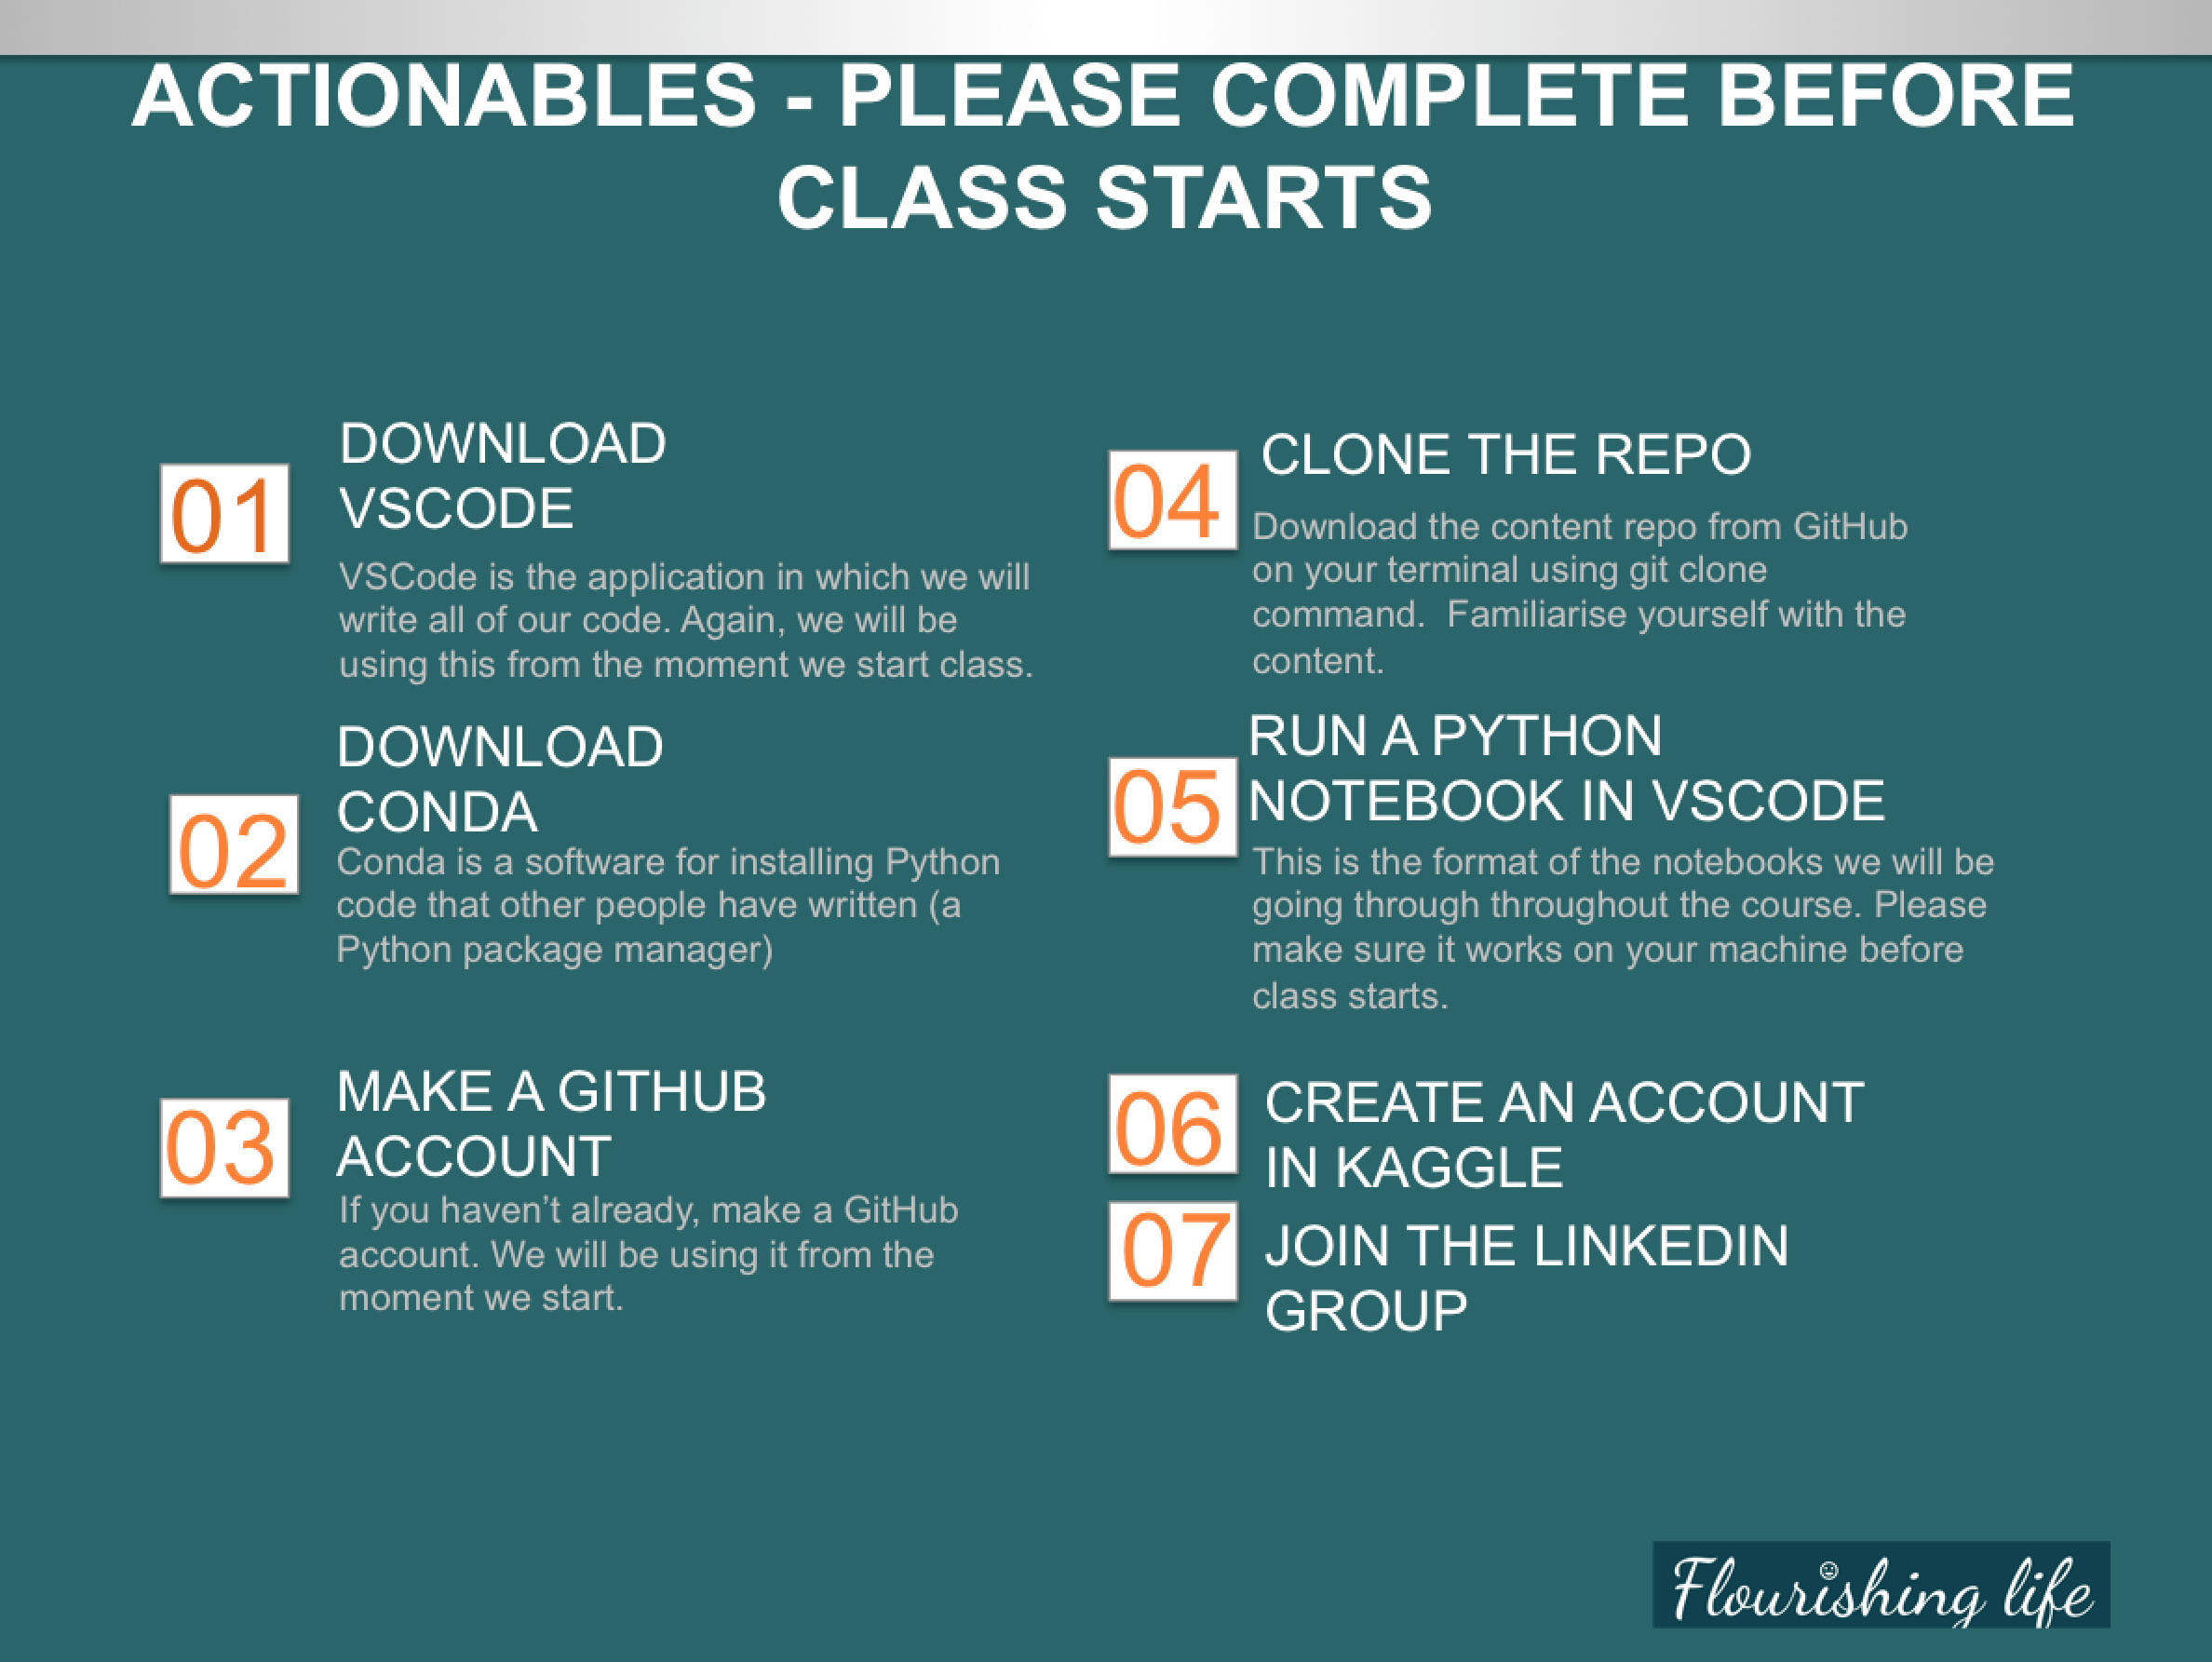 ACTIONABLES - PLEASE COMPLETE BEFORE
CLASS STARTS
01
DOWNLOAD
VSCODE
VSCode is the application in which we will
write all of our code. Again, we will be
using this from the moment we start class.
02
DOWNLOAD
CONDA
Conda is a software for installing Python
code that other people have written (a
Python package manager)
03
MAKE A GITHUB
ACCOUNT
If you haven’t already, make a GitHub
account. We will be using it from the
moment we start.
04
CLONE THE REPO
Download the content repo from GitHub
on your terminal using git clone
command.  Familiarise yourself with the
content.
05
RUN A PYTHON
NOTEBOOK IN VSCODE
This is the format of the notebooks we will be
going through throughout the course. Please
make sure it works on your machine before
class starts.
06
CREATE AN ACCOUNT
IN KAGGLE
07
JOIN THE LINKEDIN
GROUP
Flourishing life